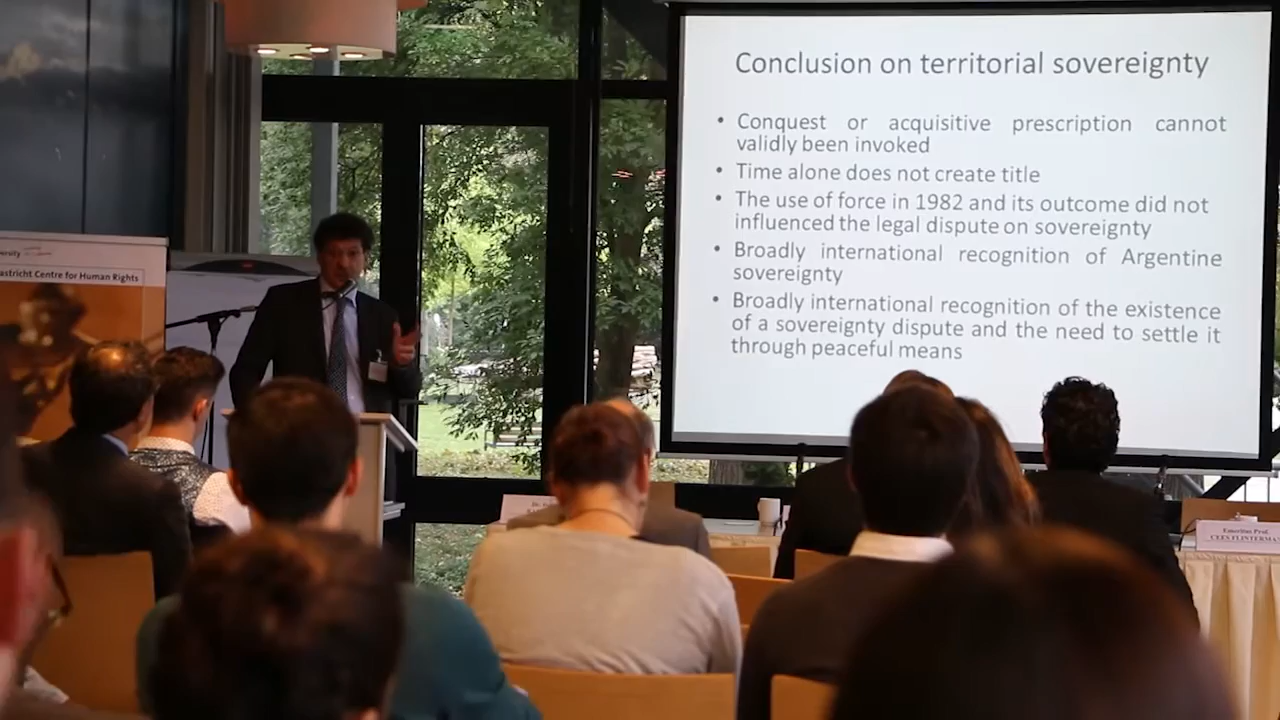 Conclusion on territorial sovereignty
• Conquest or acquisitive prescription cannot
validly been invoked
• Time alone does not create title
• The use of force in 1982 and its outcome did not
influenced the legal dispute on sovereignty
• Broadly international recognition of Argentine
sovereignty
• Broadly international recognition of the existence
of a sovereignty dispute and the need to settle it
through peaceful means
versity
astricht Centre for Human Rights
Dr.
Emeritus Prof.
CEES FLINTERMAN